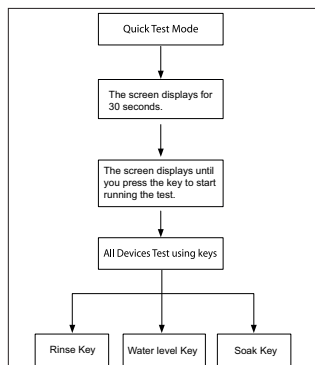 Quick Test Mode
The screen displays for
30 seconds.
The screen displays until
you press the key to start
running the test.
All Devices Test using keys
Rinse Key
Water level Key
Soak Key